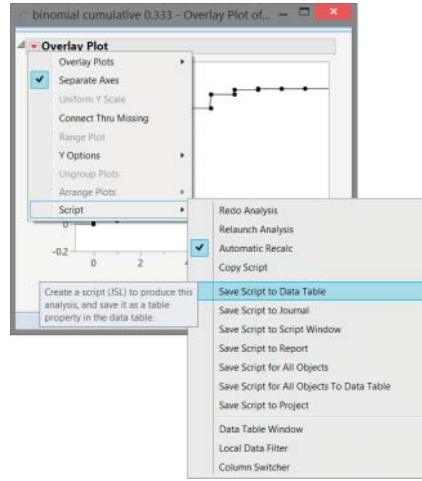 binomial cumulative 0.333 - Overlay Plot of...
Overlay Plot
Overlay Plots
Separate Axes
Uniform Y Scale
Connect Thru Missing
Range Plot
Y Options
Ungroup Plots
Arrange Plots
Script
0
-0.2
0 2 4
Create a script (JSL) to produce this
analysis, and save it as a table
property in the data table.
Redo Analysis
Relaunch Analysis
Automatic Recalc
Copy Script
Save Script to Data Table
Save Script to Journal
Save Script to Script Window
Save Script to Report
Save Script for All Objects
Save Script for All Objects To Data Table
Save Script to Project
Data Table Window
Local Data Filter
Column Switcher